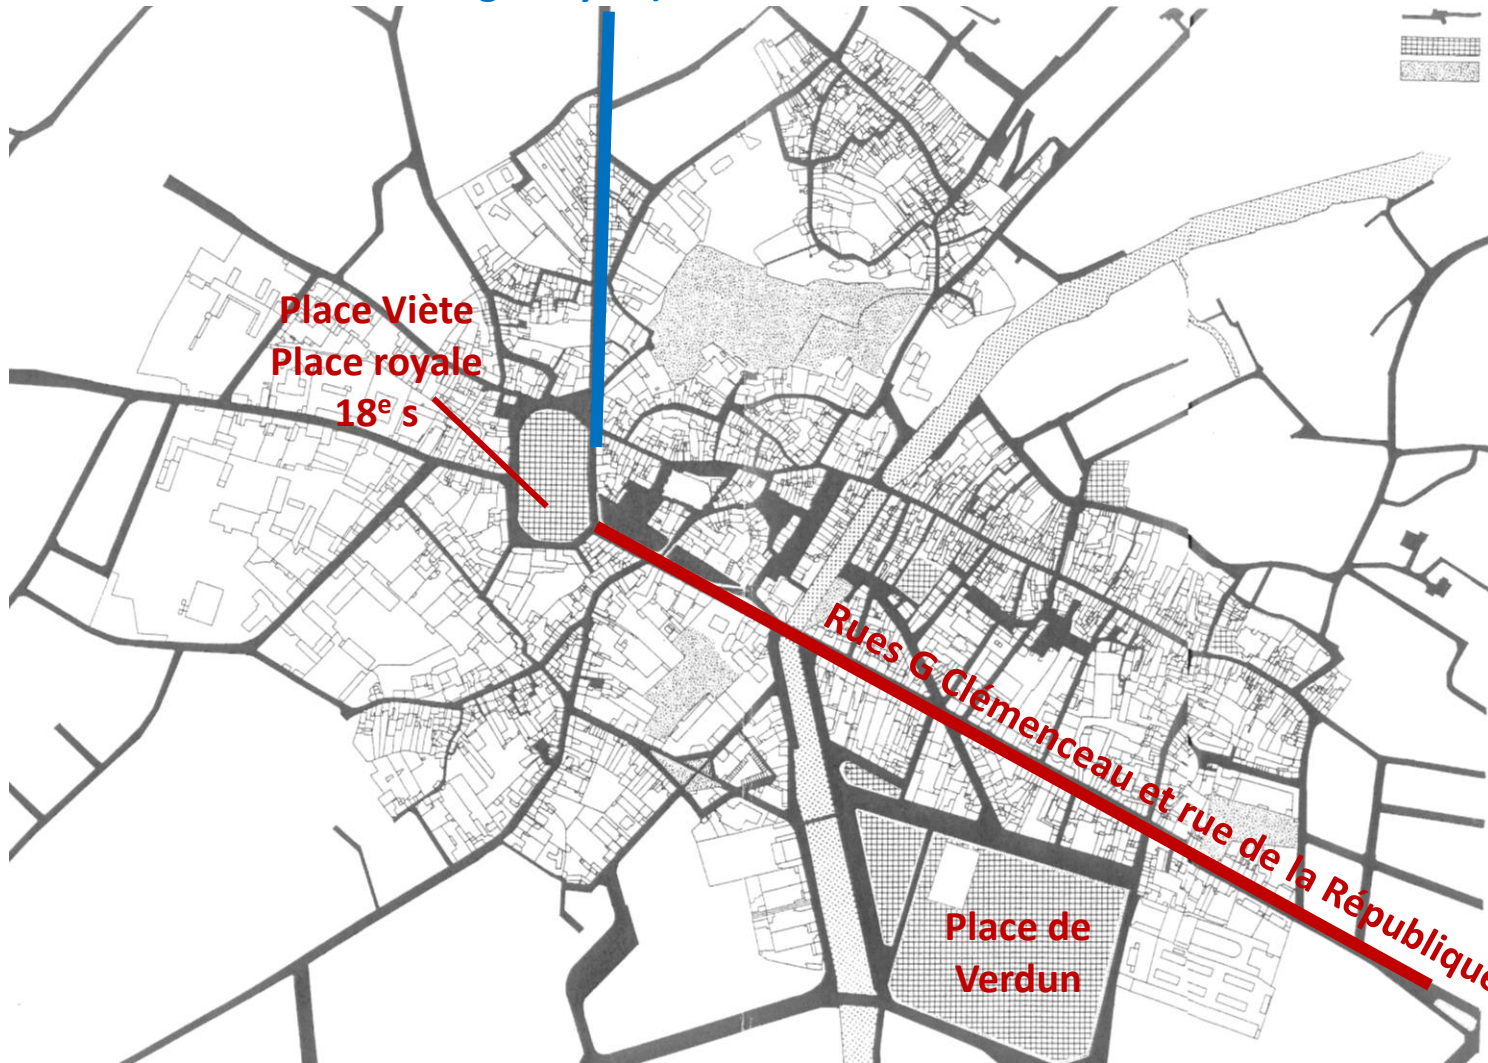 Place Viète
Place royale
18e s
Rues G Clémenceau et rue de la République
Place de
Verdun